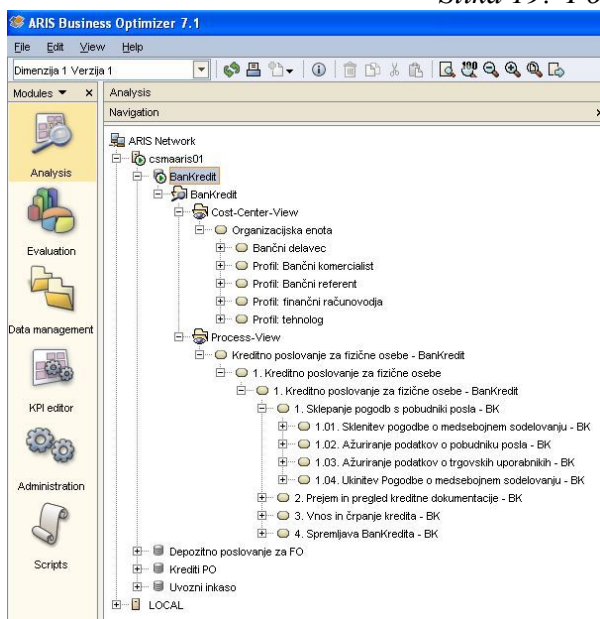 ARIS Business Optimizer 7.1
File Edit View Help
Dimenzija 1 Verzija 1
Modules
Analysis
Navigation
Analysis
Evaluation
Data management
KPI editor
Administration
Scripts
ARIS Network
csmaaris01
BanKredit
BanKredit
Cost-Center-View
Organizacijska enota
Bančni delavec
Profil: Bančni komercialist
Profil: Bančni referent
Profil: finančni računovodja
Profil: tehnolog
Process-View
Kreditno poslovanje za fizične osebe - BanKredit
1. Kreditno poslovanje za fizične osebe
1. Kreditno poslovanje za fizične osebe - BanKredit
1. Sklepanje pogodb s pobudniki posla - BK
1.01. Sklenitev pogodbe o medsebojnem sodelovanju - BK
1.02. Ažuriranje podatkov o pobudniku posla - BK
1.03. Ažuriranje podatkov o trgovskih uporabnikih - BK
1.04. Ukinitev Pogodbe o medsebojnem sodelovanju - BK
2. Prejem in pregled kreditne dokumentacije - BK
3. Vnos in črpanje kredita - BK
4. Spremljava BanKredita - BK
Depozitno poslovanje za FO
Krediti PO
Uvozni inkaso
LOCAL